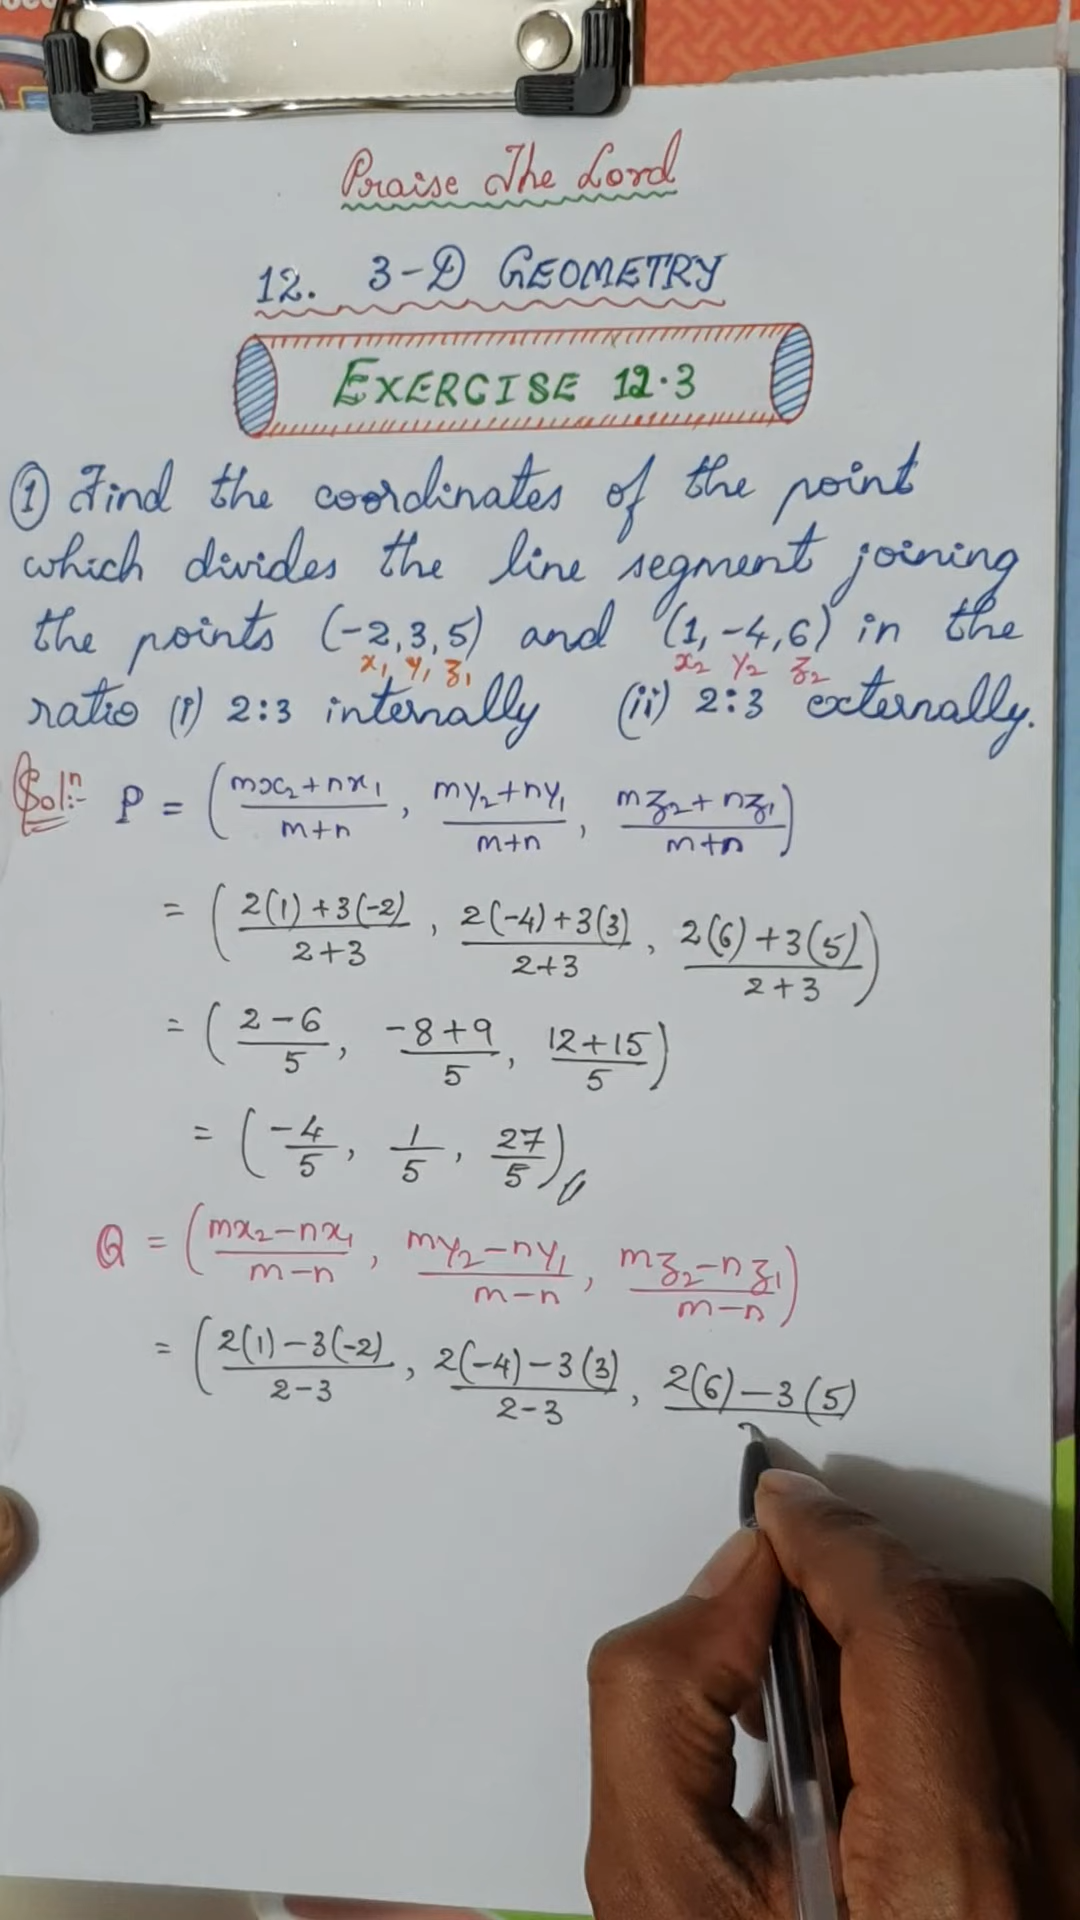 Praise The Lord
12. 3-D GEOMETRY
EXERCISE 12.3
① Find the coordinates of the point
which divides the line segment joining
the points (-2,3,5) and (1,-4,6) in the
x₁ y₁ z₁ x₂ y₂ z₂
ratio (i) 2:3 internally (ii) 2:3 externally.
Solⁿ:- P = ((mx₂+nx₁)/(m+n), (my₂+ny₁)/(m+n), (mz₂+nz₁)/(m+n))
= ((2(1)+3(-2))/(2+3), (2(-4)+3(3))/(2+3), (2(6)+3(5))/(2+3))
= ((2-6)/5, (-8+9)/5, (12+15)/5)
= (-4/5, 1/5, 27/5)
Q = ((mx₂-nx₁)/(m-n), (my₂-ny₁)/(m-n), (mz₂-nz₁)/(m-n))
= ((2(1)-3(-2))/(2-3), (2(-4)-3(3))/(2-3), (2(6)-3(5))/